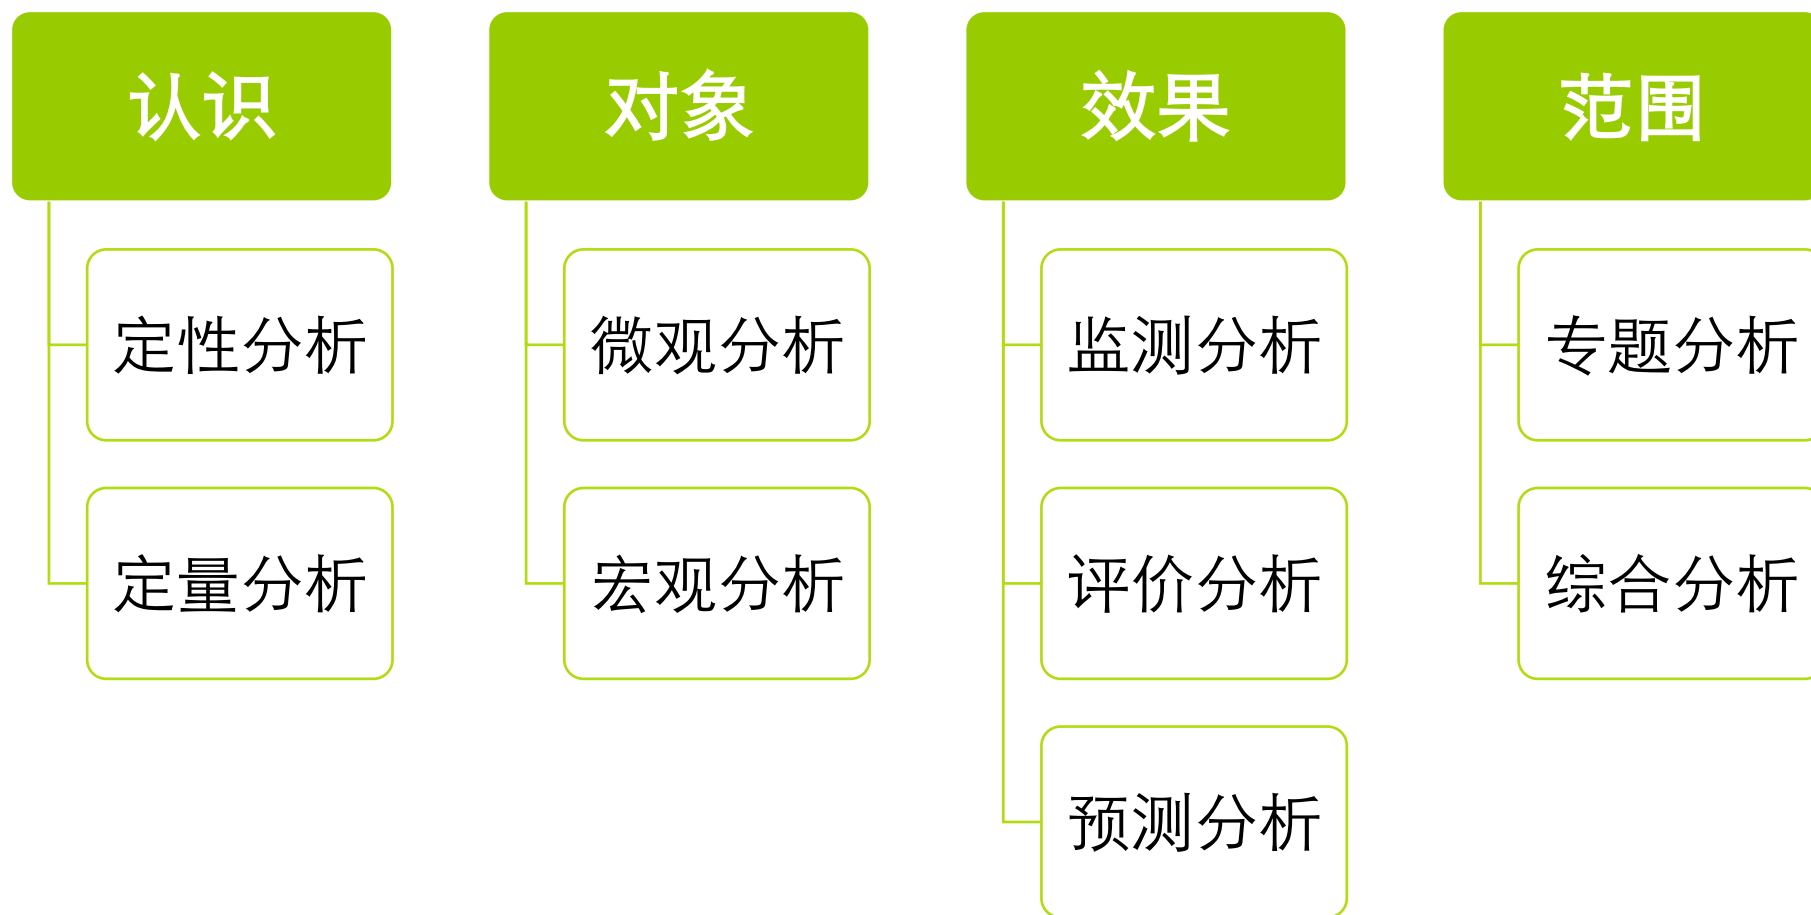 认识
定性分析
定量分析
对象
微观分析
宏观分析
效果
监测分析
评价分析
预测分析
范围
专题分析
综合分析